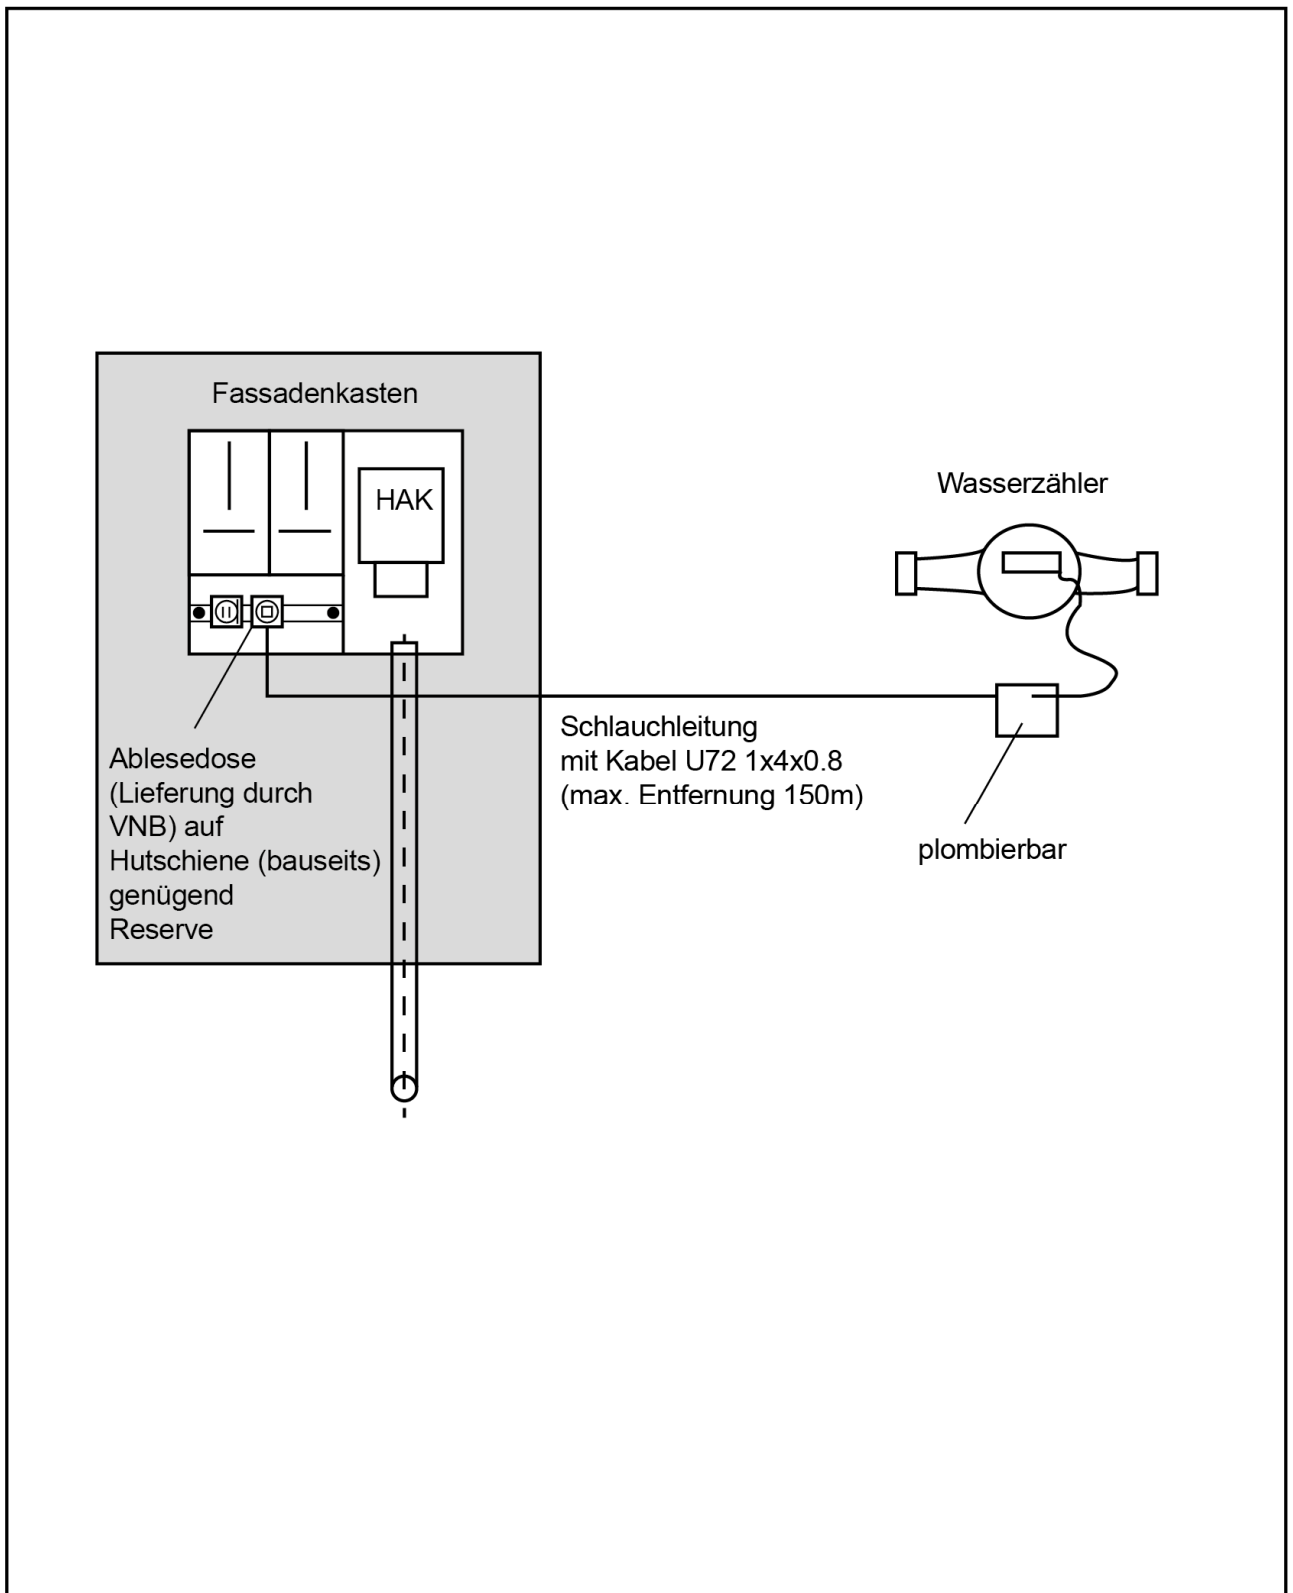 Fassadenkasten
HAK
Wasserzähler
Ablesedose
(Lieferung durch
VNB) auf
Hutschiene (bauseits)
genügend
Reserve
Schlauchleitung
mit Kabel U72 1x4x0.8
(max. Entfernung 150m)
plombierbar